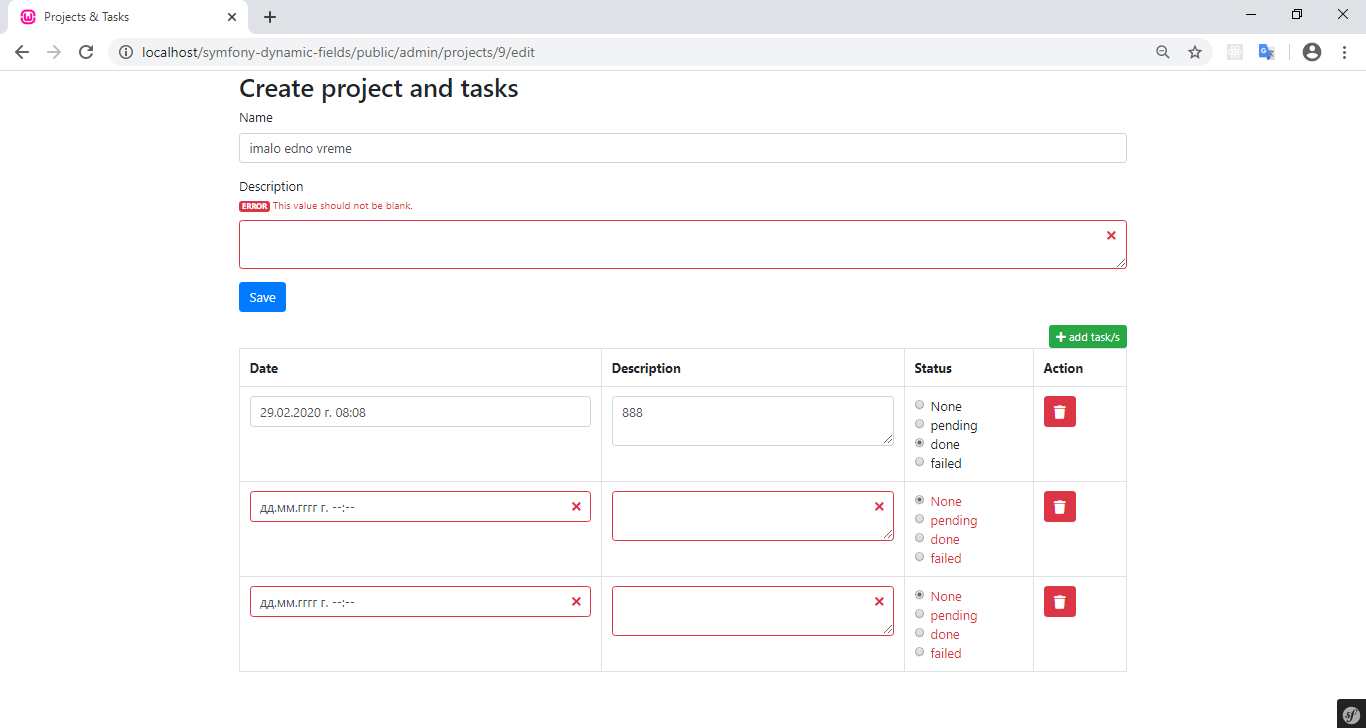 Projects & Tasks
localhost/symfony-dynamic-fields/public/admin/projects/9/edit
Create project and tasks
Name
imalo edno vreme
Description
ERROR This value should not be blank.
Save
add task/s
Date Description Status Action
29.02.2020 г. 08:08 888 None
pending
done
failed
дд.мм.гггг г. --:-- None
pending
done
failed
дд.мм.гггг г. --:-- None
pending
done
failed
sf